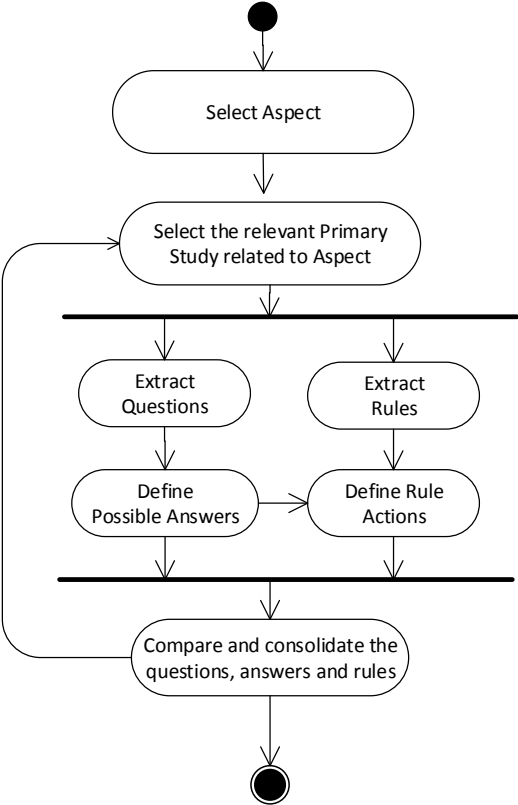 Select Aspect
Select the relevant Primary
Study related to Aspect
Extract
Questions
Extract
Rules
Define
Possible Answers
Define Rule
Actions
Compare and consolidate the
questions, answers and rules